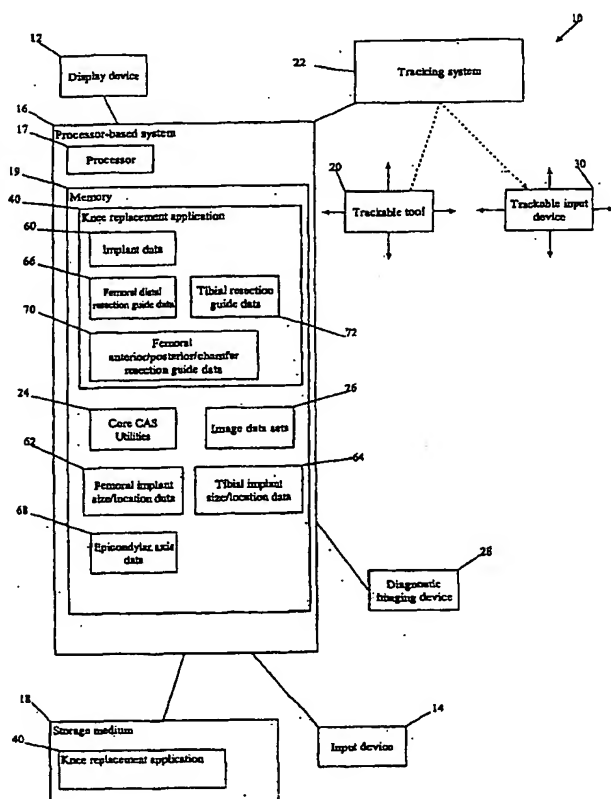 10
12
Display device
22
Tracking system
16
Processor-based system
17
Processor
19
Memory
40
Knee replacement application
60
Implant data
66
Femoral distal
resection guide data
Tibial resection
guide data
70
72
Femoral
anterior/posterior/chamfer
resection guide data
20
Trackable tool
30
Trackable input
device
24
Core CAS
Utilities
26
Image data sets
62
Femoral implant
size/location data
64
Tibial implant
size/location data
68
Epicondylar axis
data
28
Diagnostic
imaging device
18
Storage medium
40
Knee replacement application
14
Input device